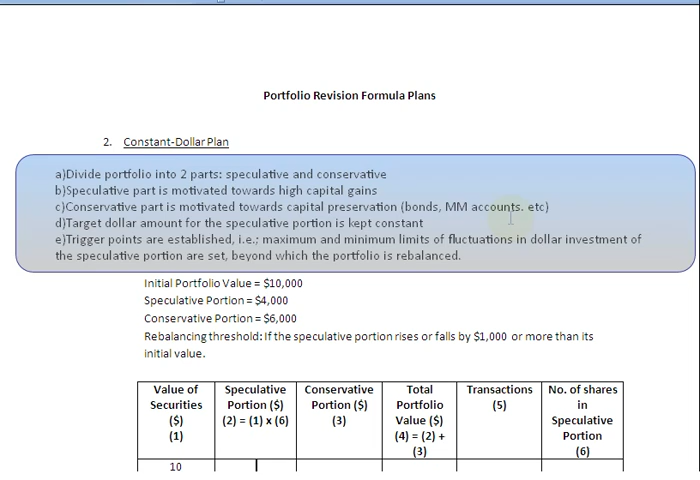 Portfolio Revision Formula Plans
2. Constant-Dollar Plan
a)Divide portfolio into 2 parts: speculative and conservative
b)Speculative part is motivated towards high capital gains
c)Conservative part is motivated towards capital preservation (bonds, MM accounts. etc)
d)Target dollar amount for the speculative portion is kept constant
e)Trigger points are established, i.e.; maximum and minimum limits of fluctuations in dollar investment of
the speculative portion are set, beyond which the portfolio is rebalanced.
Initial Portfolio Value = $10,000
Speculative Portion = $4,000
Conservative Portion = $6,000
Rebalancing threshold: If the speculative portion rises or falls by $1,000 or more than its
initial value.
Value of Securities ($) (1)
Speculative Portion ($) (2) = (1) x (6)
Conservative Portion ($) (3)
Total Portfolio Value ($) (4) = (2) + (3)
Transactions (5)
No. of shares in Speculative Portion (6)
10